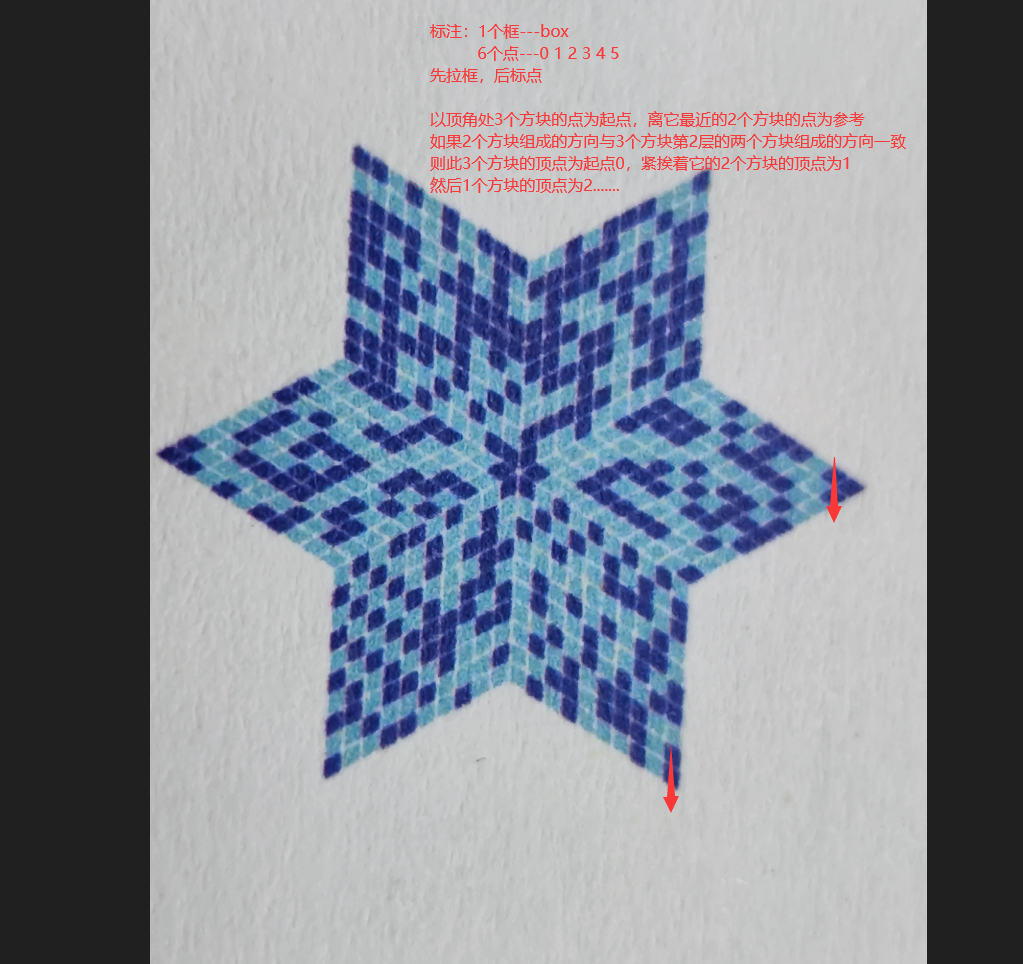 标注：1个框---box
6个点---0 1 2 3 4 5
先拉框，后标点
以顶角处3个方块的点为起点，离它最近的2个方块的点为参考
如果2个方块组成的方向与3个方块第2层的两个方块组成的方向一致
则此3个方块的顶点为起点0，紧挨着它的2个方块的顶点为1
然后1个方块的顶点为2.......